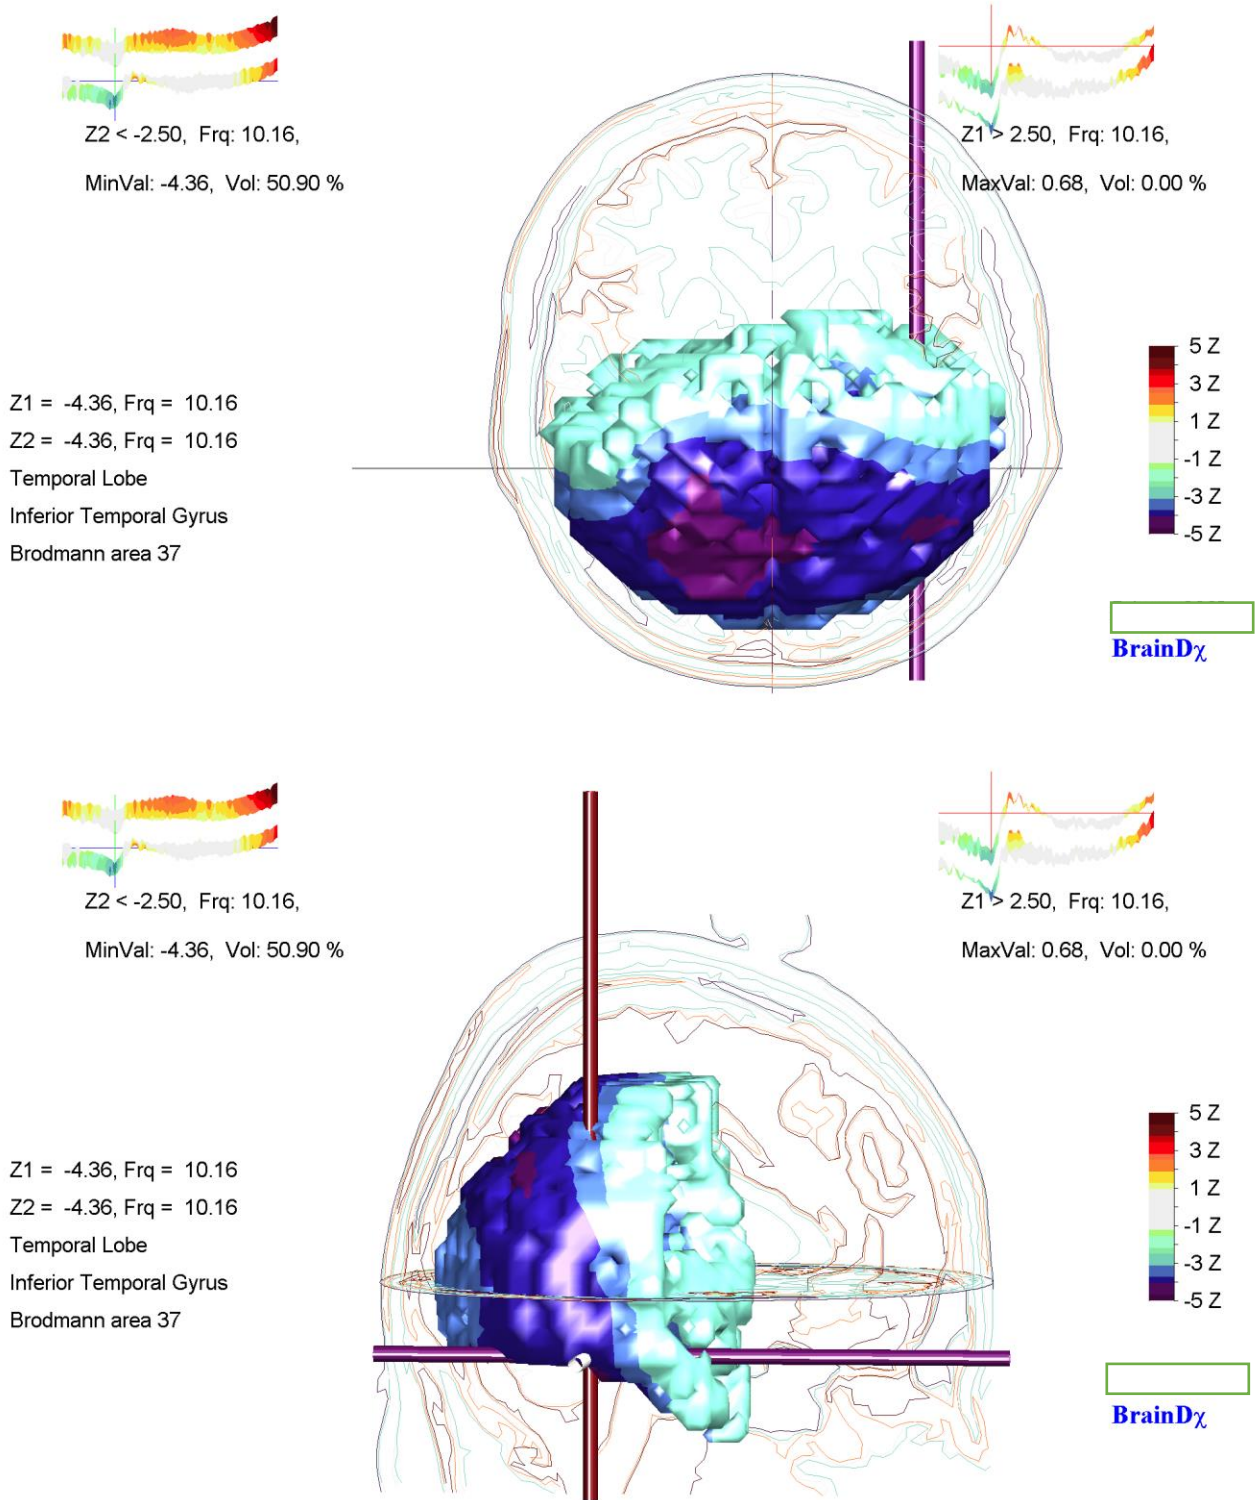 Z2 < -2.50, Frq: 10.16,
MinVal: -4.36, Vol: 50.90 %
Z1 > 2.50, Frq: 10.16,
MaxVal: 0.68, Vol: 0.00 %
Z1 = -4.36, Frq = 10.16
Z2 = -4.36, Frq = 10.16
Temporal Lobe
Inferior Temporal Gyrus
Brodmann area 37
5 Z
3 Z
1 Z
-1 Z
-3 Z
-5 Z
BrainDχ
Z2 < -2.50, Frq: 10.16,
MinVal: -4.36, Vol: 50.90 %
Z1 > 2.50, Frq: 10.16,
MaxVal: 0.68, Vol: 0.00 %
Z1 = -4.36, Frq = 10.16
Z2 = -4.36, Frq = 10.16
Temporal Lobe
Inferior Temporal Gyrus
Brodmann area 37
5 Z
3 Z
1 Z
-1 Z
-3 Z
-5 Z
BrainDχ